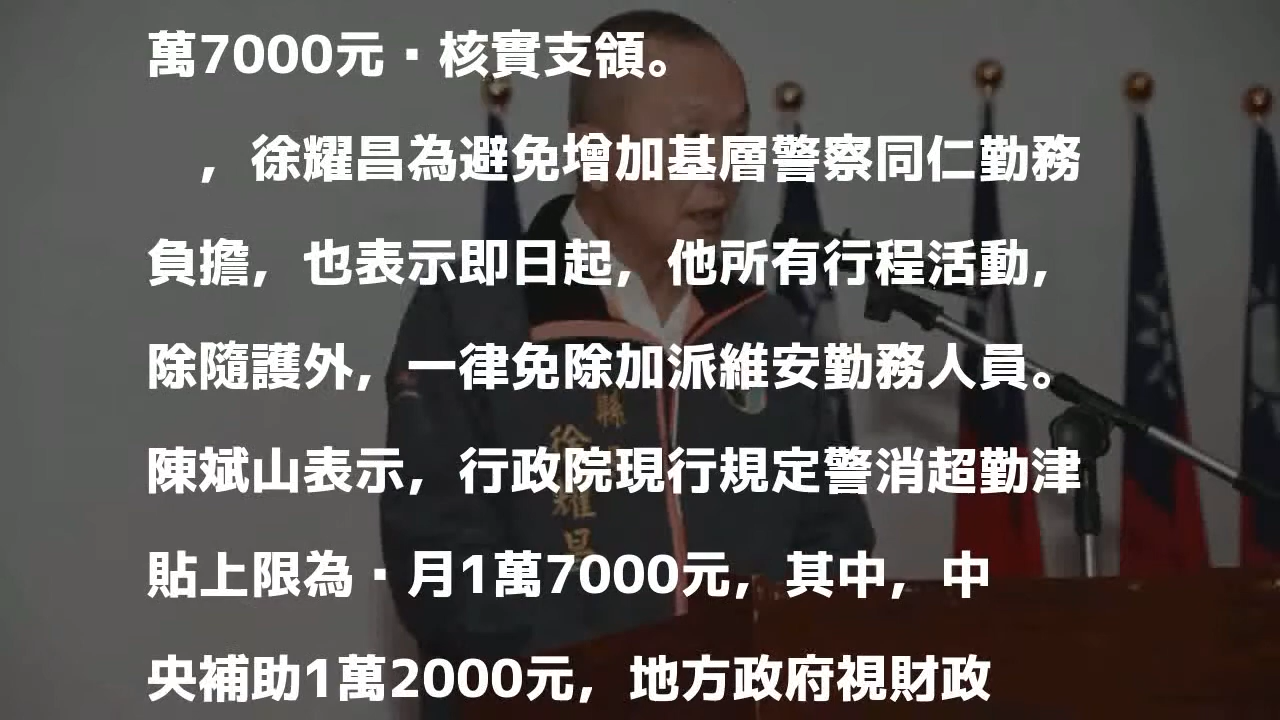 萬7000元·核實支領。
，徐耀昌為避免增加基層警察同仁勤務
負擔，也表示即日起，他所有行程活動，
除隨護外，一律免除加派維安勤務人員。
陳斌山表示，行政院現行規定警消超勤津
貼上限為·月1萬7000元，其中，中
央補助1萬2000元，地方政府視財政
縣
徐耀昌